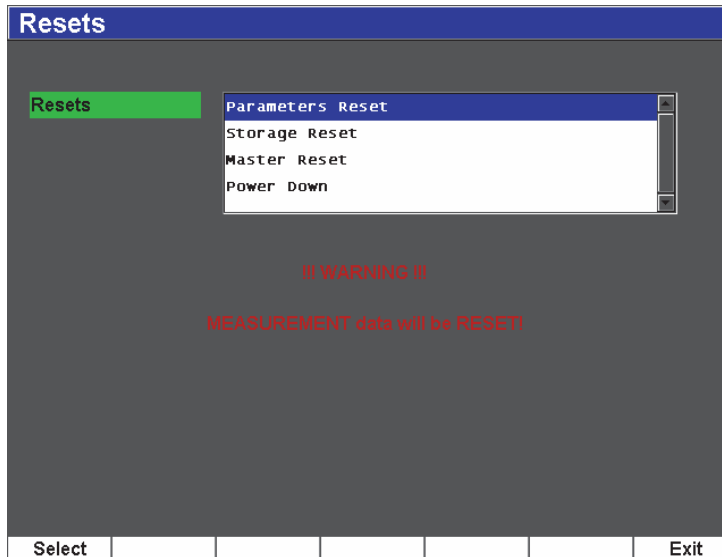 Resets
Resets
Parameters Reset
Storage Reset
Master Reset
Power Down
!!! WARNING !!!
MEASUREMENT data will be RESET!
Select
Exit